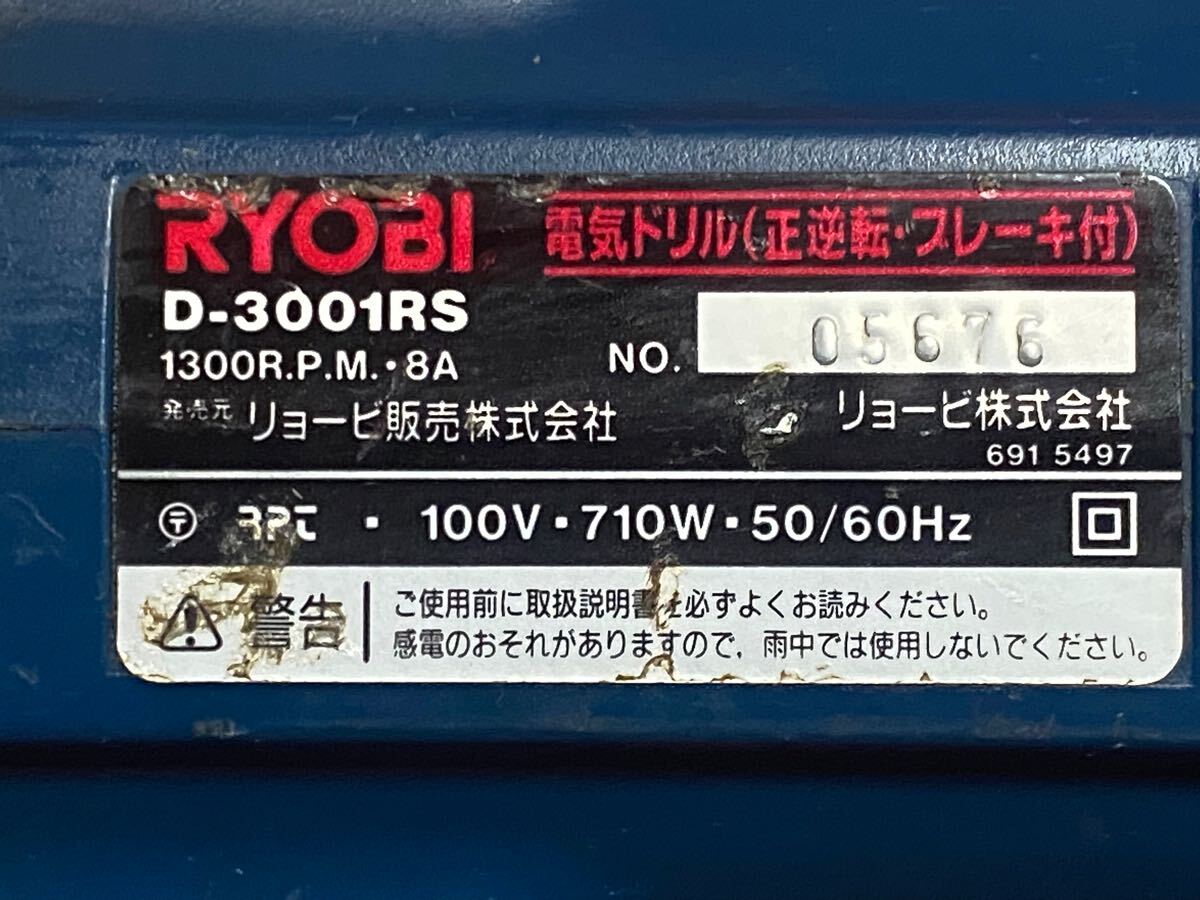 RYOBI
電気ドリル(正逆転・ブレーキ付)
D-3001RS
1300R.P.M.・8A
NO. 05676
発売元 リョービ販売株式会社
リョービ株式会社
691 5497
〒 ・ 100V・710W・50/60Hz
警告
ご使用前に取扱説明書を必ずよくお読みください。
感電のおそれがありますので,雨中では使用しないでください。